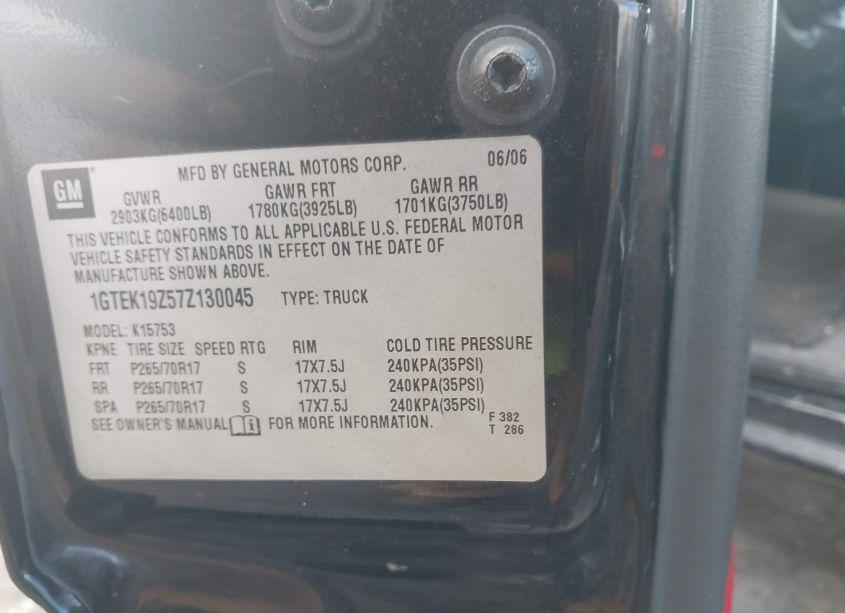 GM
MFD BY GENERAL MOTORS CORP. 06/06
GVWR GAWR FRT GAWR RR
2903KG(6400LB) 1780KG(3925LB) 1701KG(3750LB)
THIS VEHICLE CONFORMS TO ALL APPLICABLE U.S. FEDERAL MOTOR
VEHICLE SAFETY STANDARDS IN EFFECT ON THE DATE OF
MANUFACTURE SHOWN ABOVE.
1GTEK19Z57Z130045 TYPE: TRUCK
MODEL: K15753
KPNE TIRE SIZE SPEED RTG RIM COLD TIRE PRESSURE
FRT P265/70R17 S 17X7.5J 240KPA(35PSI)
RR P265/70R17 S 17X7.5J 240KPA(35PSI)
SPA P265/70R17 S 17X7.5J 240KPA(35PSI)
SEE OWNER'S MANUAL FOR MORE INFORMATION. F 382
T 286